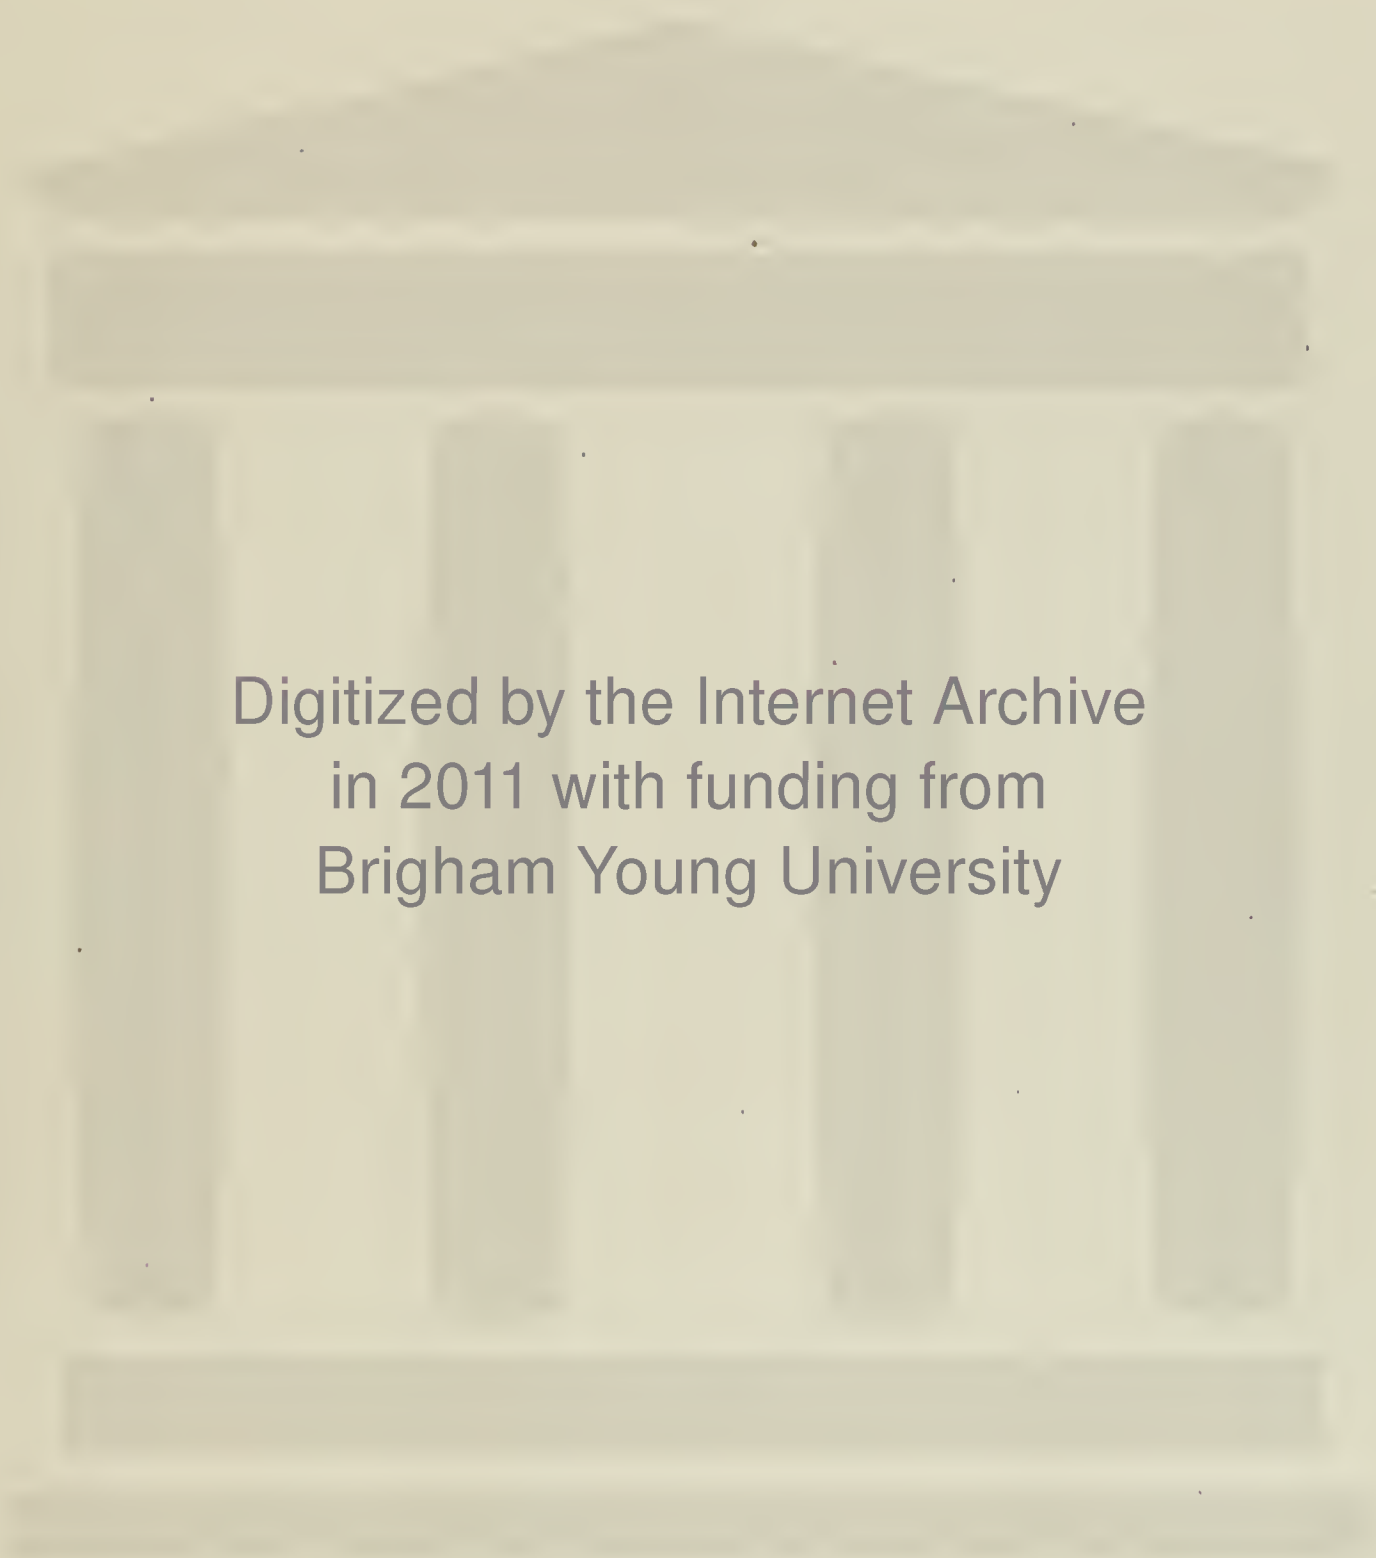 Digitized by the Internet Archive
in 2011 with funding from
Brigham Young University